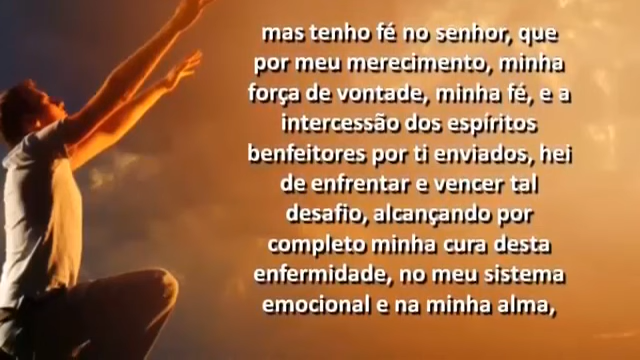 mas tenho fé no senhor, que
por meu merecimento, minha
força de vontade, minha fé, e a
intercessão dos espíritos
benfeitores por ti enviados, hei
de enfrentar e vencer tal
desafio, alcançando por
completo minha cura desta
enfermidade, no meu sistema
emocional e na minha alma,